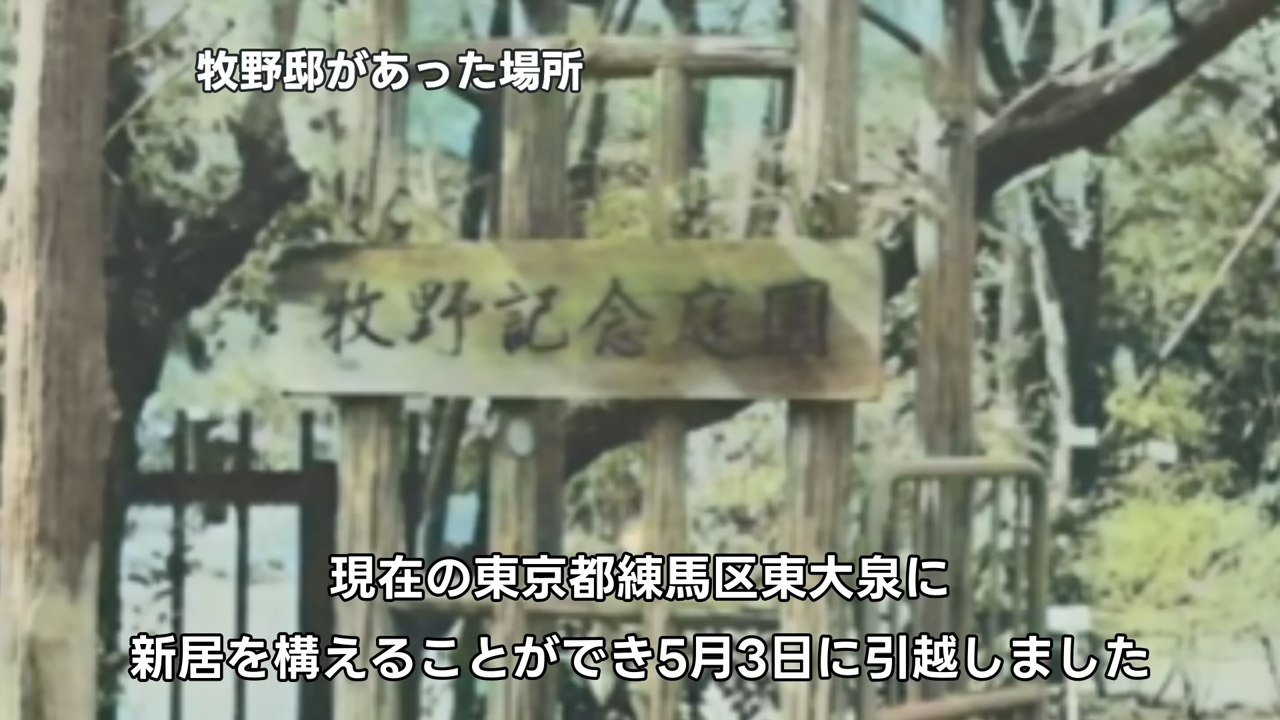 牧野邸があった場所
牧野記念庭園
現在の東京都練馬区東大泉に
新居を構えることができ5月3日に引越しました